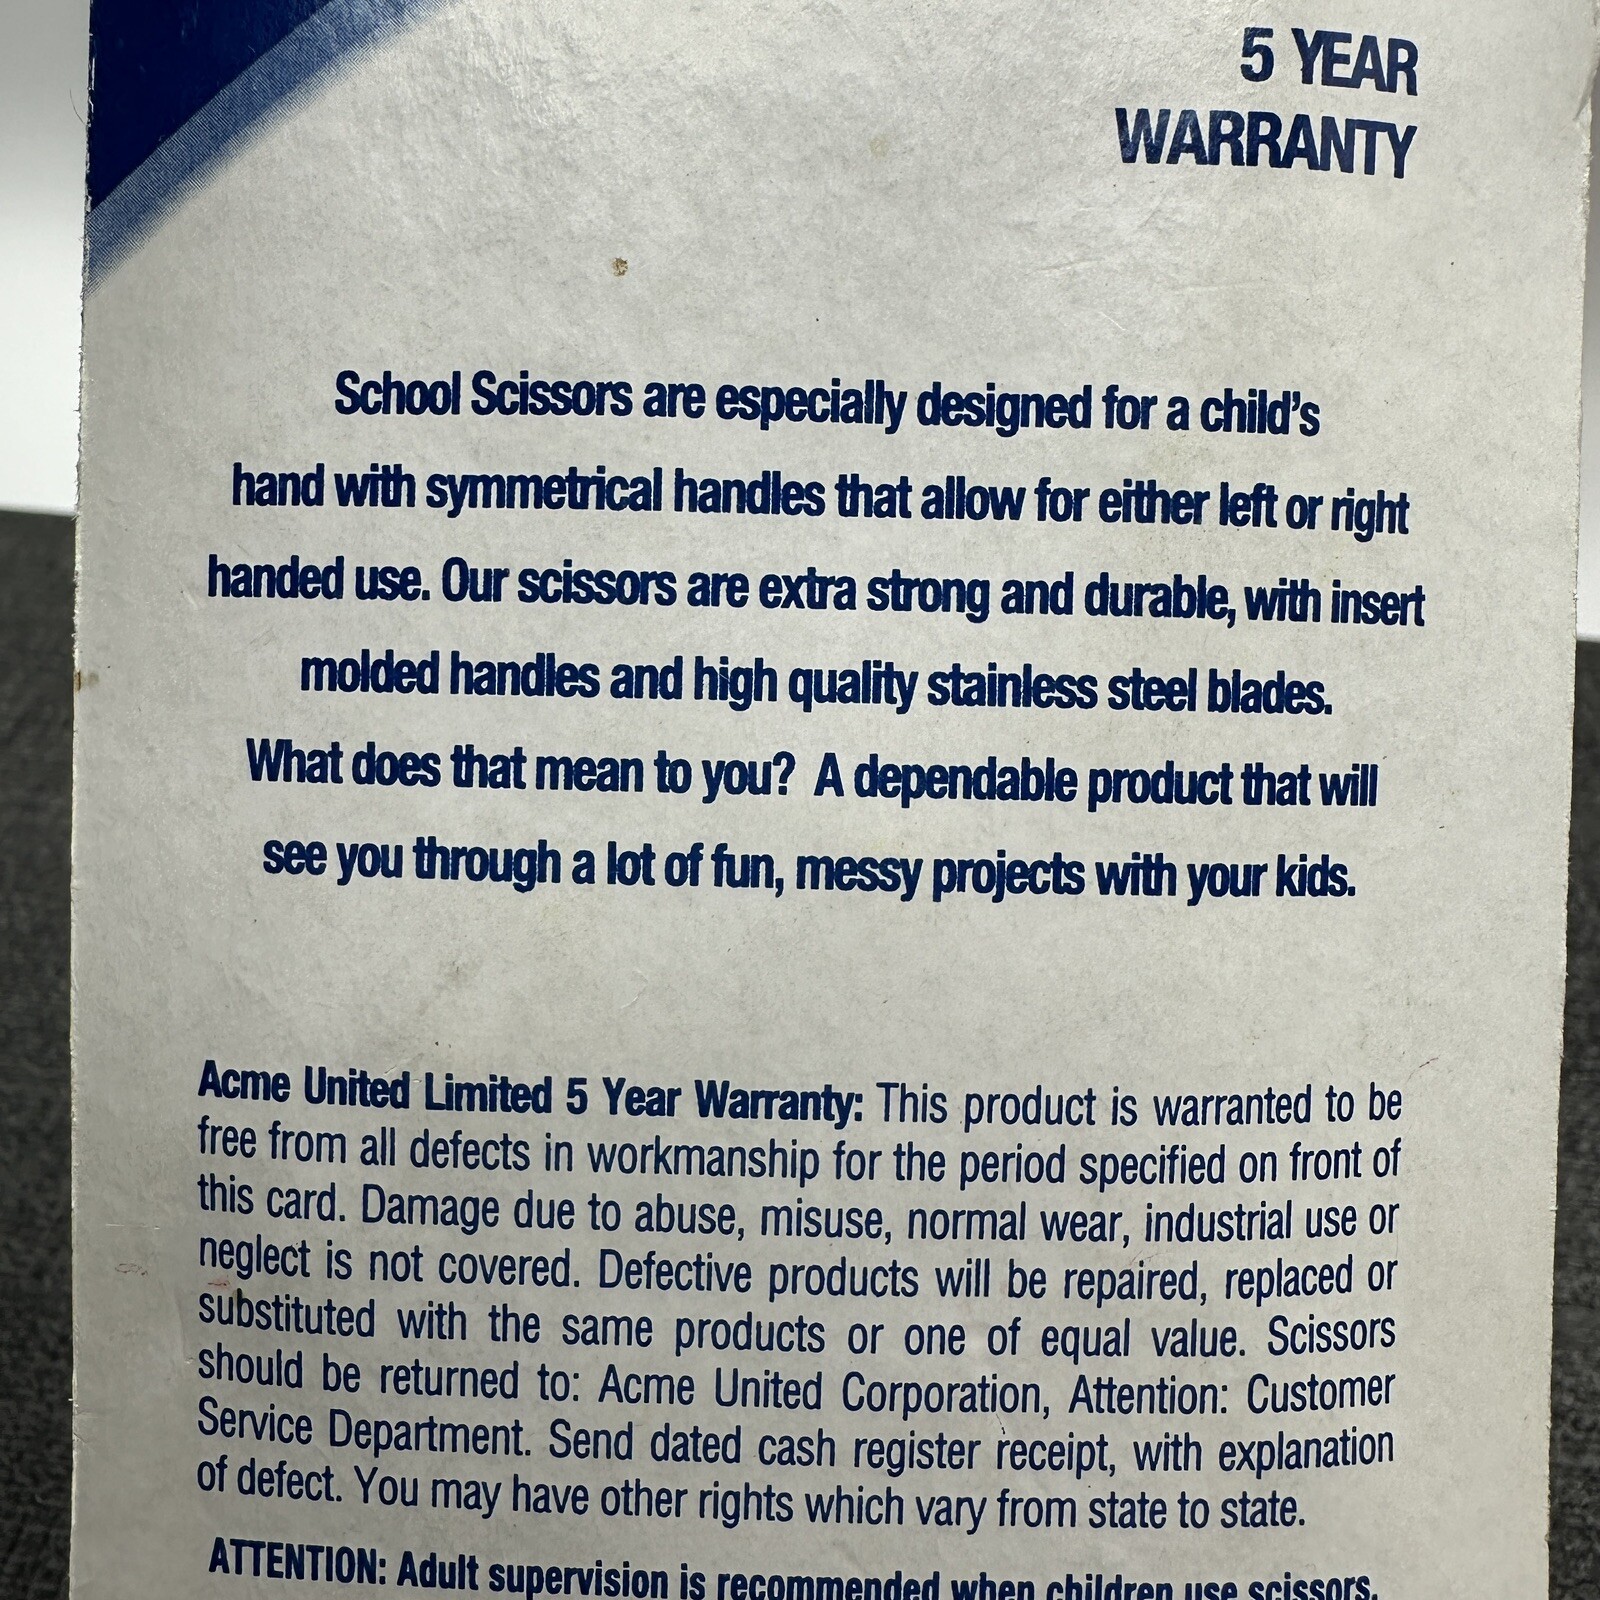 5 YEAR
WARRANTY
School Scissors are especially designed for a child's
hand with symmetrical handles that allow for either left or right
handed use. Our scissors are extra strong and durable, with insert
molded handles and high quality stainless steel blades.
What does that mean to you? A dependable product that will
see you through a lot of fun, messy projects with your kids.
Acme United Limited 5 Year Warranty: This product is warranted to be
free from all defects in workmanship for the period specified on front of
this card. Damage due to abuse, misuse, normal wear, industrial use or
neglect is not covered. Defective products will be repaired, replaced or
substituted with the same products or one of equal value. Scissors
should be returned to: Acme United Corporation, Attention: Customer
Service Department. Send dated cash register receipt, with explanation
of defect. You may have other rights which vary from state to state.
ATTENTION: Adult supervision is recommended when children use scissors.